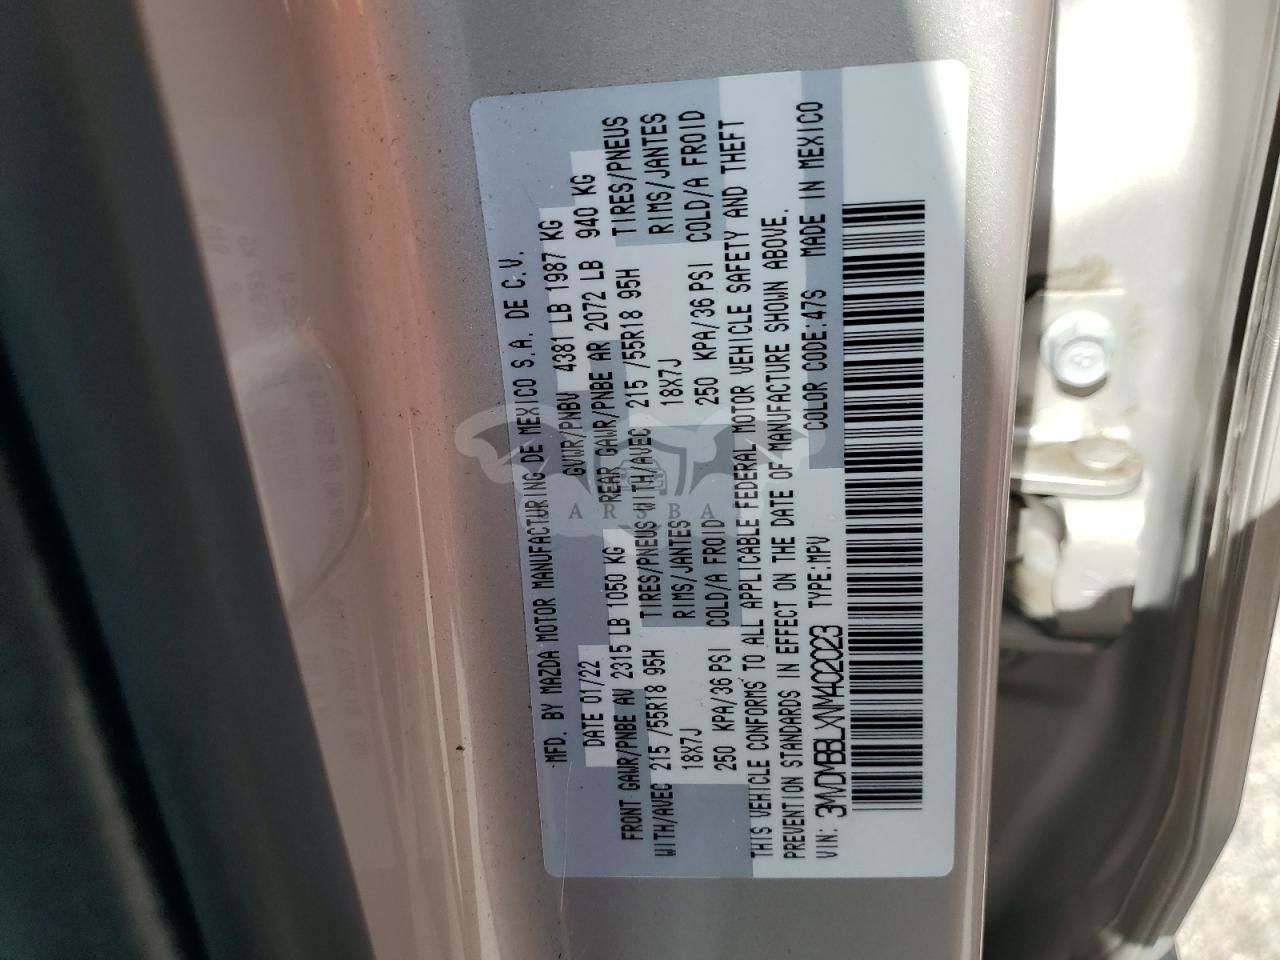 MFD. BY MAZDA MOTOR MANUFACTURING DE MEXICO S.A. DE C.V.
DATE 01/22 GVWR/PNBV 4381 LB 1987 KG
FRONT GAWR/PNBE AV 2315 LB 1050 KG REAR GAWR/PNBE AR 2072 LB 940 KG
WITH/AVEC 215 /55R18 95H TIRES/PNEUS WITH/AVEC 215 /55R18 95H TIRES/PNEUS
18X7J RIMS/JANTES 18X7J RIMS/JANTES
250 KPA/36 PSI COLD/A FROID 250 KPA/36 PSI COLD/A FROID
THIS VEHICLE CONFORMS TO ALL APPLICABLE FEDERAL MOTOR VEHICLE SAFETY AND THEFT
PREVENTION STANDARDS IN EFFECT ON THE DATE OF MANUFACTURE SHOWN ABOVE.
VIN: 3MVDMBBLXNM402023 TYPE:MPV COLOR CODE:47S MADE IN MEXICO